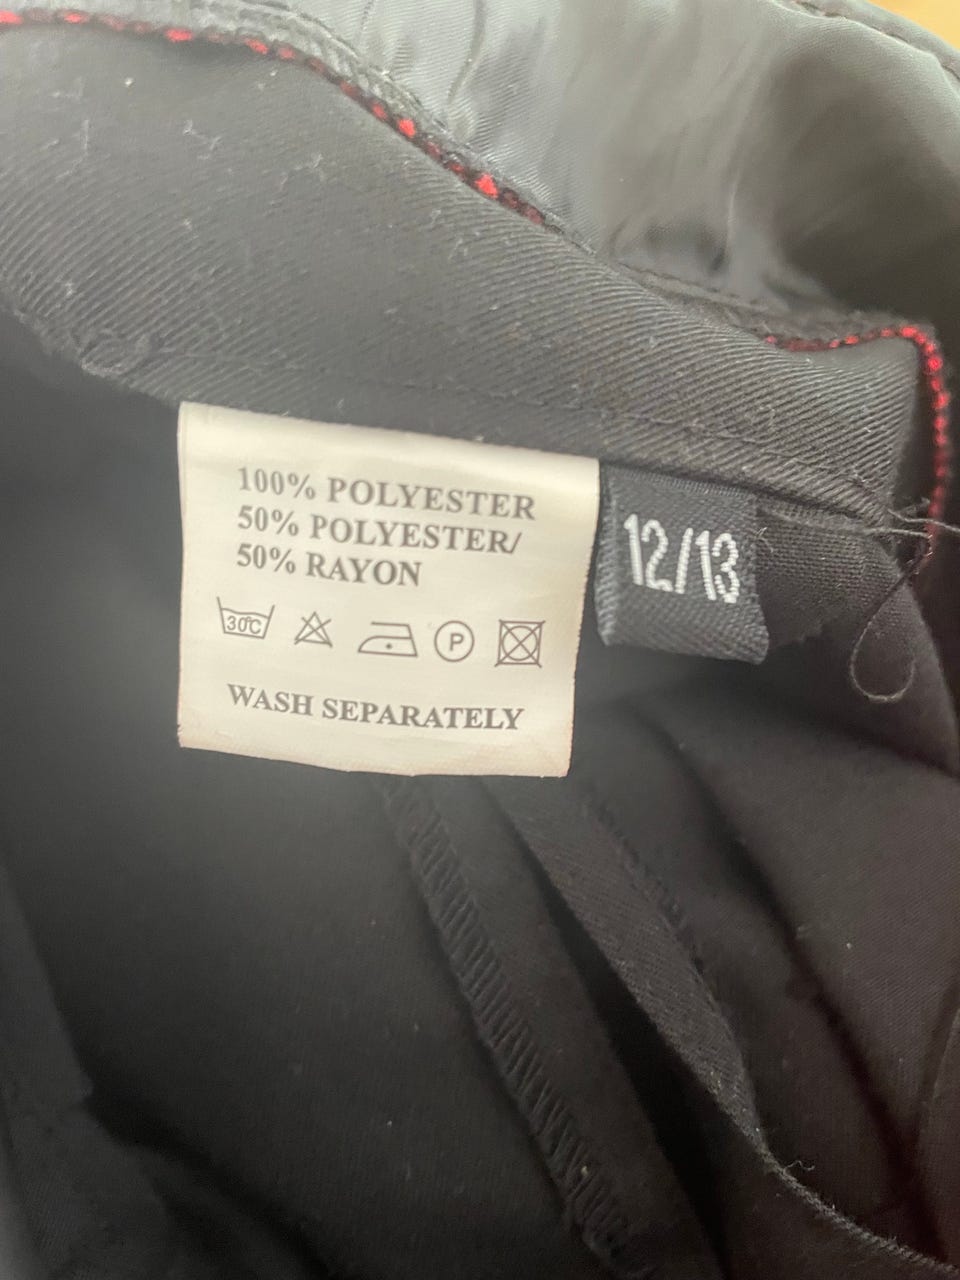 100% POLYESTER
50% POLYESTER/
50% RAYON
30°C
P
WASH SEPARATELY
12/13